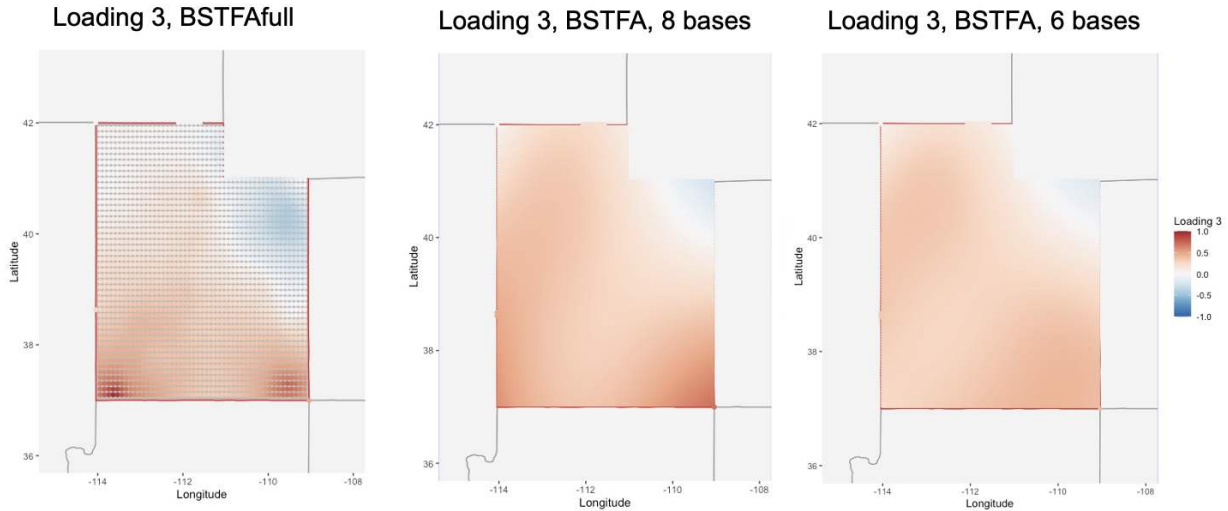 Loading 3, BSTFAfull
Loading 3, BSTFA, 8 bases
Loading 3, BSTFA, 6 bases
42
40
38
36
-114
-112
-110
-108
Latitude
Longitude
42
40
38
36
-114
-112
-110
-108
Latitude
Longitude
42
40
38
36
-114
-112
-110
-108
Latitude
Longitude
Loading 3
1.0
0.5
0.0
-0.5
-1.0